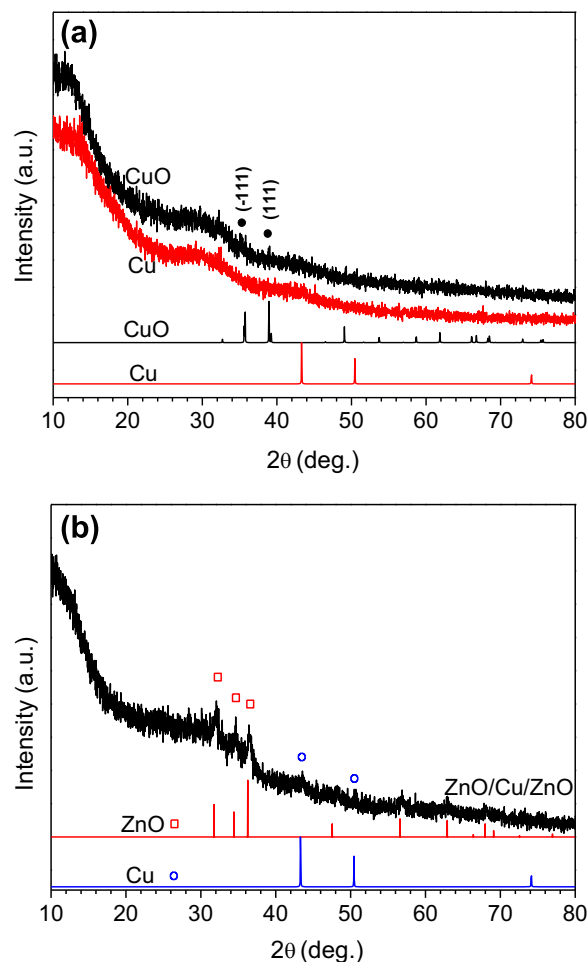 (a)
Intensity (a.u.)
CuO
Cu
(-111)
(111)
CuO
Cu
10 20 30 40 50 60 70 80
2θ (deg.)
(b)
Intensity (a.u.)
ZnO/Cu/ZnO
ZnO
Cu
10 20 30 40 50 60 70 80
2θ (deg.)